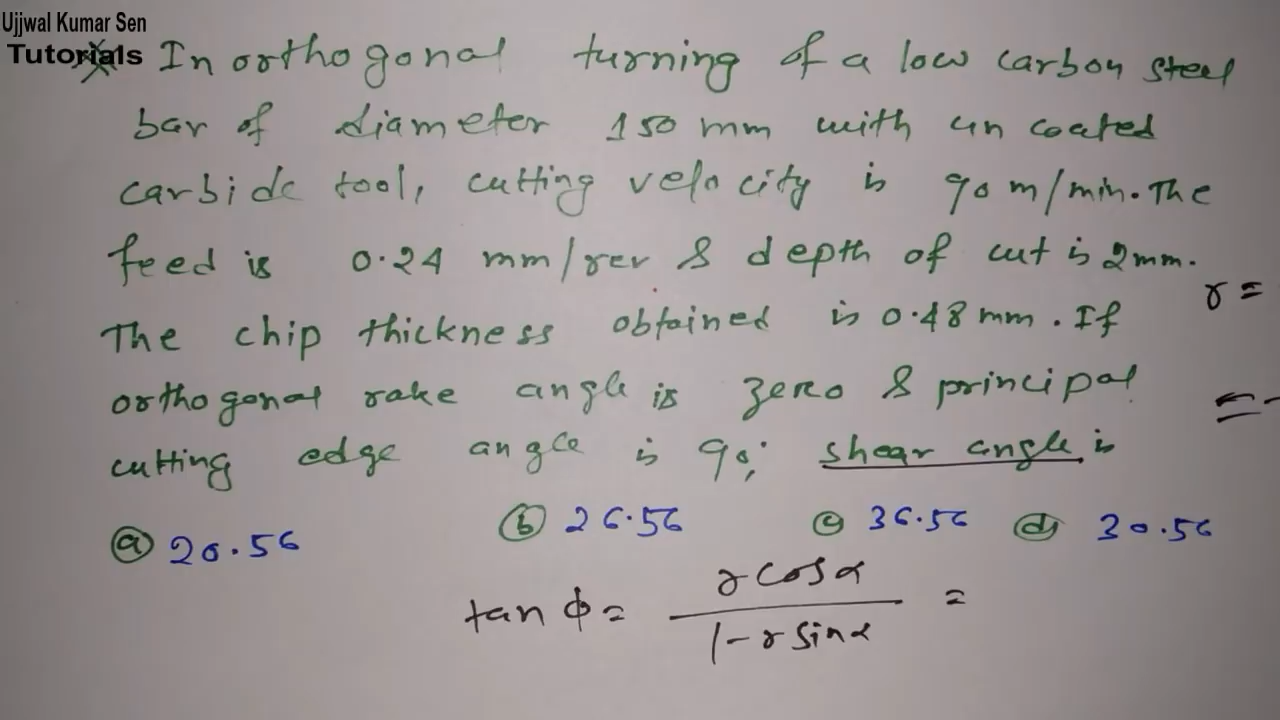 Ujjwal Kumar Sen
Tutorials
In orthogonal turning of a low carbon steel
bar of diameter 150 mm with un coated
carbide tool, cutting velocity is 90 m/min. The
feed is 0.24 mm/rev & depth of cut is 2mm.
The chip thickness obtained is 0.48 mm. If
orthogonal rake angle is zero & principal
cutting edge angle is 90°, shear angle is
r =
=
(a) 20.56 (b) 26.56 (c) 36.56 (d) 30.56
tan φ = r cos α / 1 - r sin α =